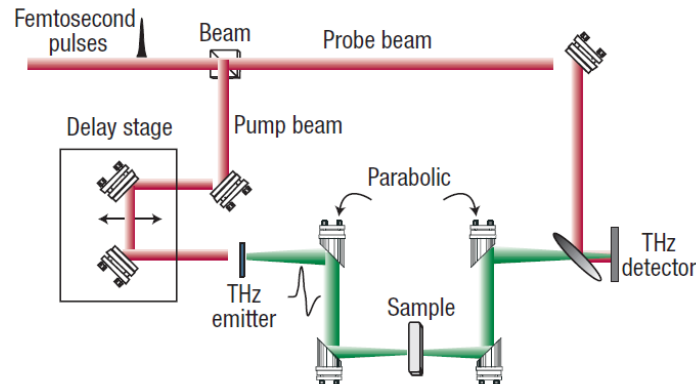 Femtosecond
pulses
Beam
Probe beam
Delay stage
Pump beam
Parabolic
THz
detector
THz
emitter
Sample